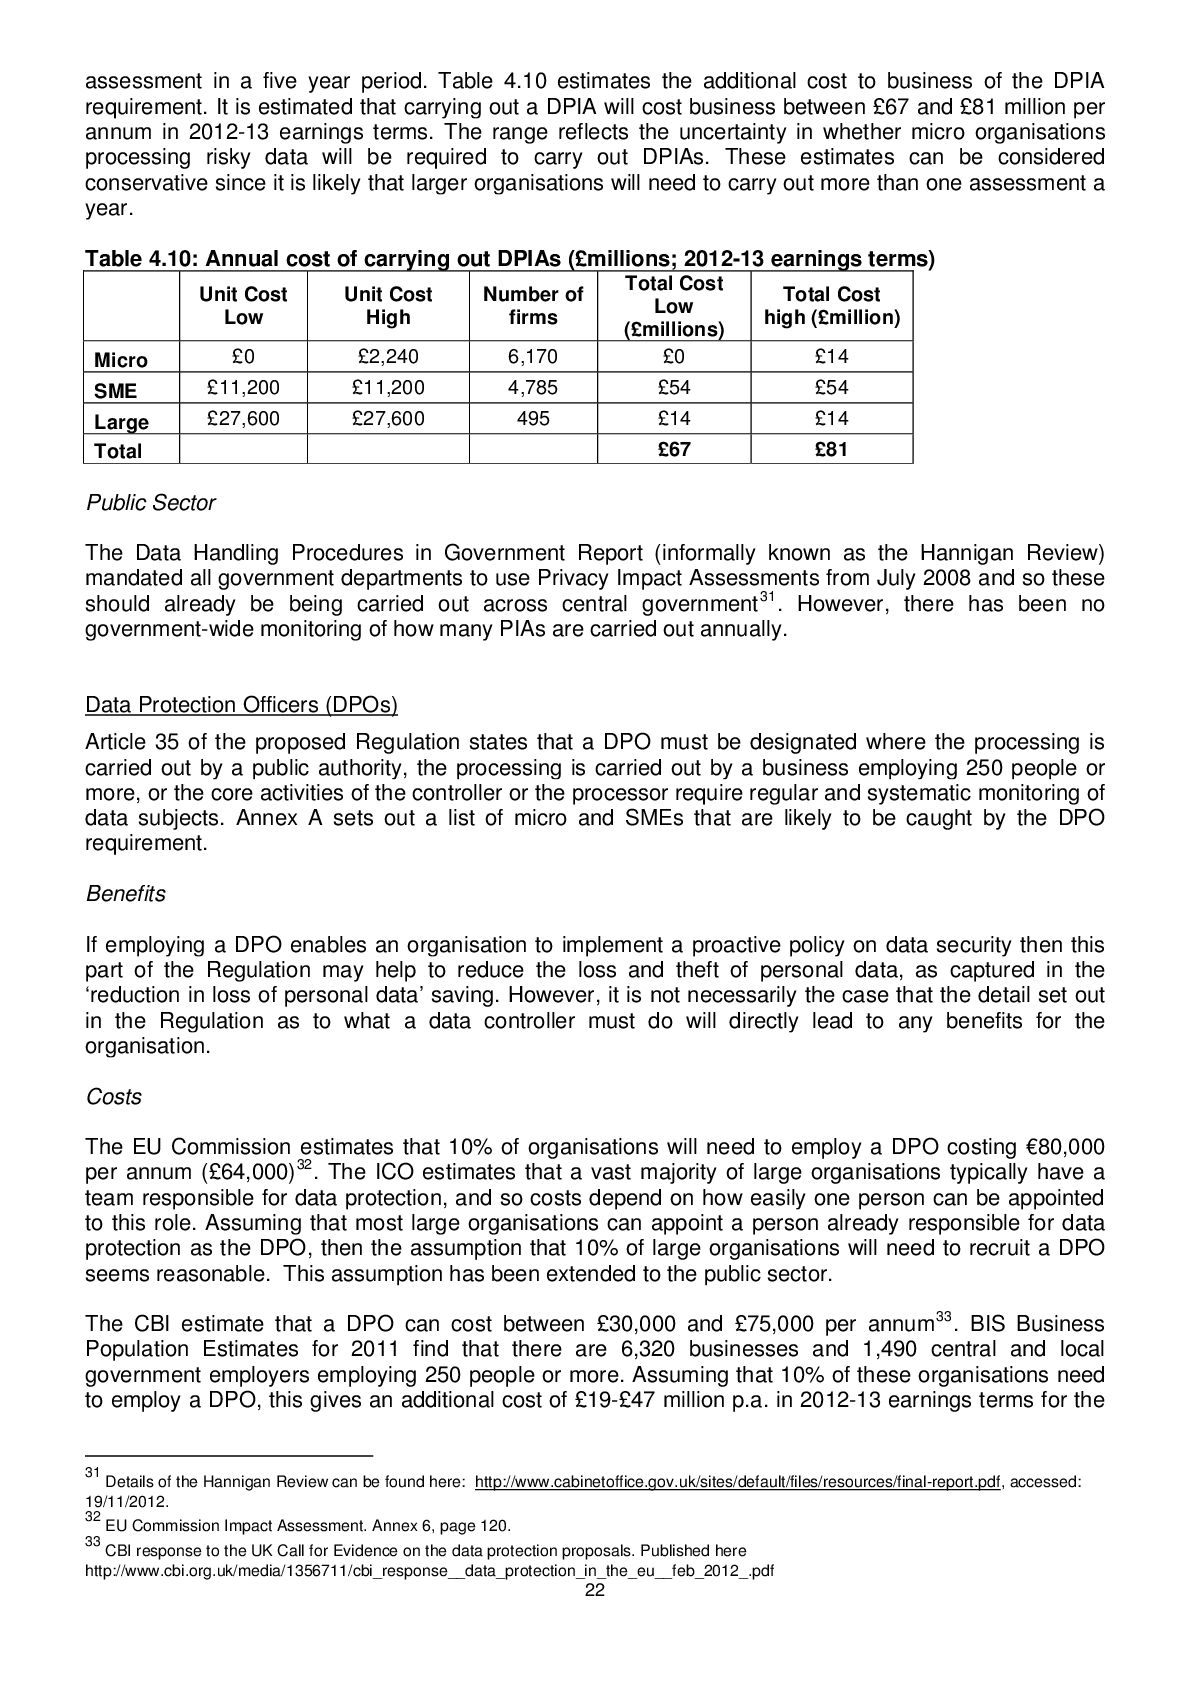 assessment in a five year period. Table 4.10 estimates the additional cost to business of the DPIA
requirement. It is estimated that carrying out a DPIA will cost business between £67 and £81 million per
annum in 2012-13 earnings terms. The range reflects the uncertainty in whether micro organisations
processing risky data will be required to carry out DPIAs. These estimates can be considered
conservative since it is likely that larger organisations will need to carry out more than one assessment a
year.
Table 4.10: Annual cost of carrying out DPIAs (£millions; 2012-13 earnings terms)
Unit Cost Low | Unit Cost High | Number of firms | Total Cost Low (£millions) | Total Cost high (£million)
Micro £0 £2,240 6,170 £0 £14
SME £11,200 £11,200 4,785 £54 £54
Large £27,600 £27,600 495 £14 £14
Total £67 £81
Public Sector
The Data Handling Procedures in Government Report (informally known as the Hannigan Review)
mandated all government departments to use Privacy Impact Assessments from July 2008 and so these
should already be being carried out across central government31. However, there has been no
government-wide monitoring of how many PIAs are carried out annually.
Data Protection Officers (DPOs)
Article 35 of the proposed Regulation states that a DPO must be designated where the processing is
carried out by a public authority, the processing is carried out by a business employing 250 people or
more, or the core activities of the controller or the processor require regular and systematic monitoring of
data subjects. Annex A sets out a list of micro and SMEs that are likely to be caught by the DPO
requirement.
Benefits
If employing a DPO enables an organisation to implement a proactive policy on data security then this
part of the Regulation may help to reduce the loss and theft of personal data, as captured in the
‘reduction in loss of personal data’ saving. However, it is not necessarily the case that the detail set out
in the Regulation as to what a data controller must do will directly lead to any benefits for the
organisation.
Costs
The EU Commission estimates that 10% of organisations will need to employ a DPO costing €80,000
per annum (£64,000)32. The ICO estimates that a vast majority of large organisations typically have a
team responsible for data protection, and so costs depend on how easily one person can be appointed
to this role. Assuming that most large organisations can appoint a person already responsible for data
protection as the DPO, then the assumption that 10% of large organisations will need to recruit a DPO
seems reasonable. This assumption has been extended to the public sector.
The CBI estimate that a DPO can cost between £30,000 and £75,000 per annum33. BIS Business
Population Estimates for 2011 find that there are 6,320 businesses and 1,490 central and local
government employers employing 250 people or more. Assuming that 10% of these organisations need
to employ a DPO, this gives an additional cost of £19-£47 million p.a. in 2012-13 earnings terms for the
31 Details of the Hannigan Review can be found here: http://www.cabinetoffice.gov.uk/sites/default/files/resources/final-report.pdf, accessed:
19/11/2012.
32 EU Commission Impact Assessment. Annex 6, page 120.
33 CBI response to the UK Call for Evidence on the data protection proposals. Published here
http://www.cbi.org.uk/media/1356711/cbi_response__data_protection_in_the_eu__feb_2012_.pdf
22